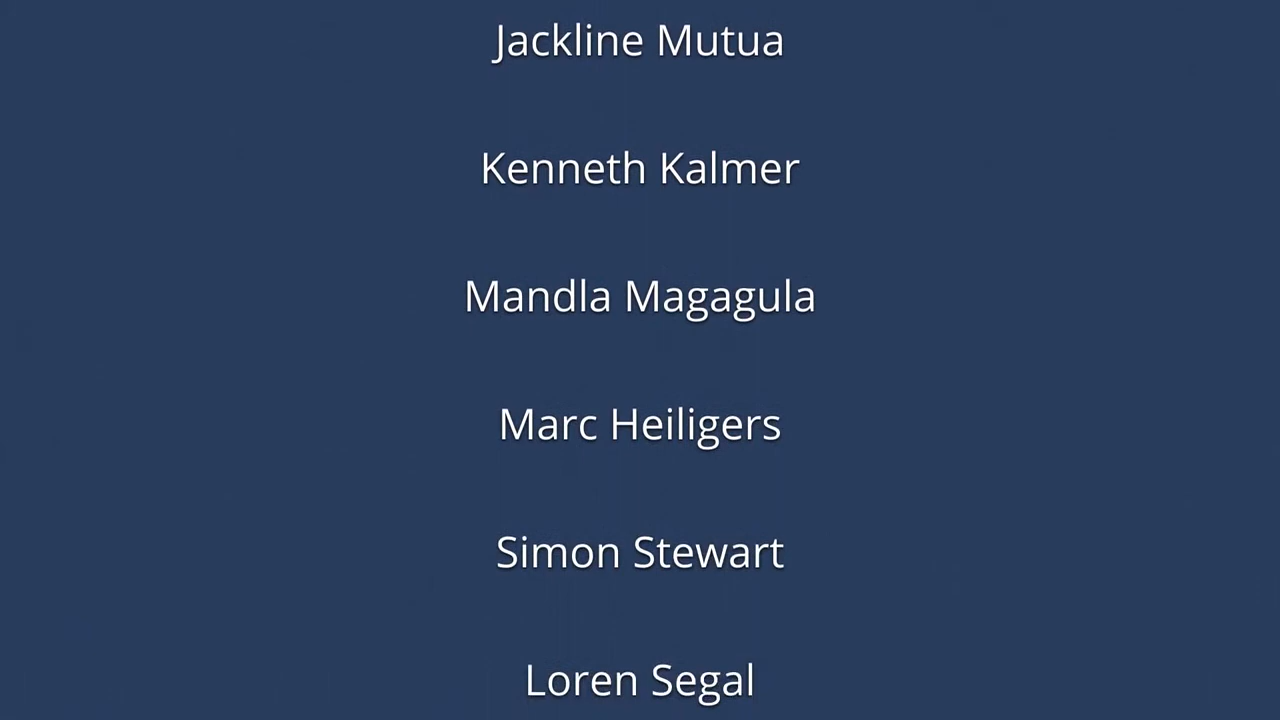 Jackline Mutua
Kenneth Kalmer
Mandla Magagula
Marc Heiligers
Simon Stewart
Loren Segal